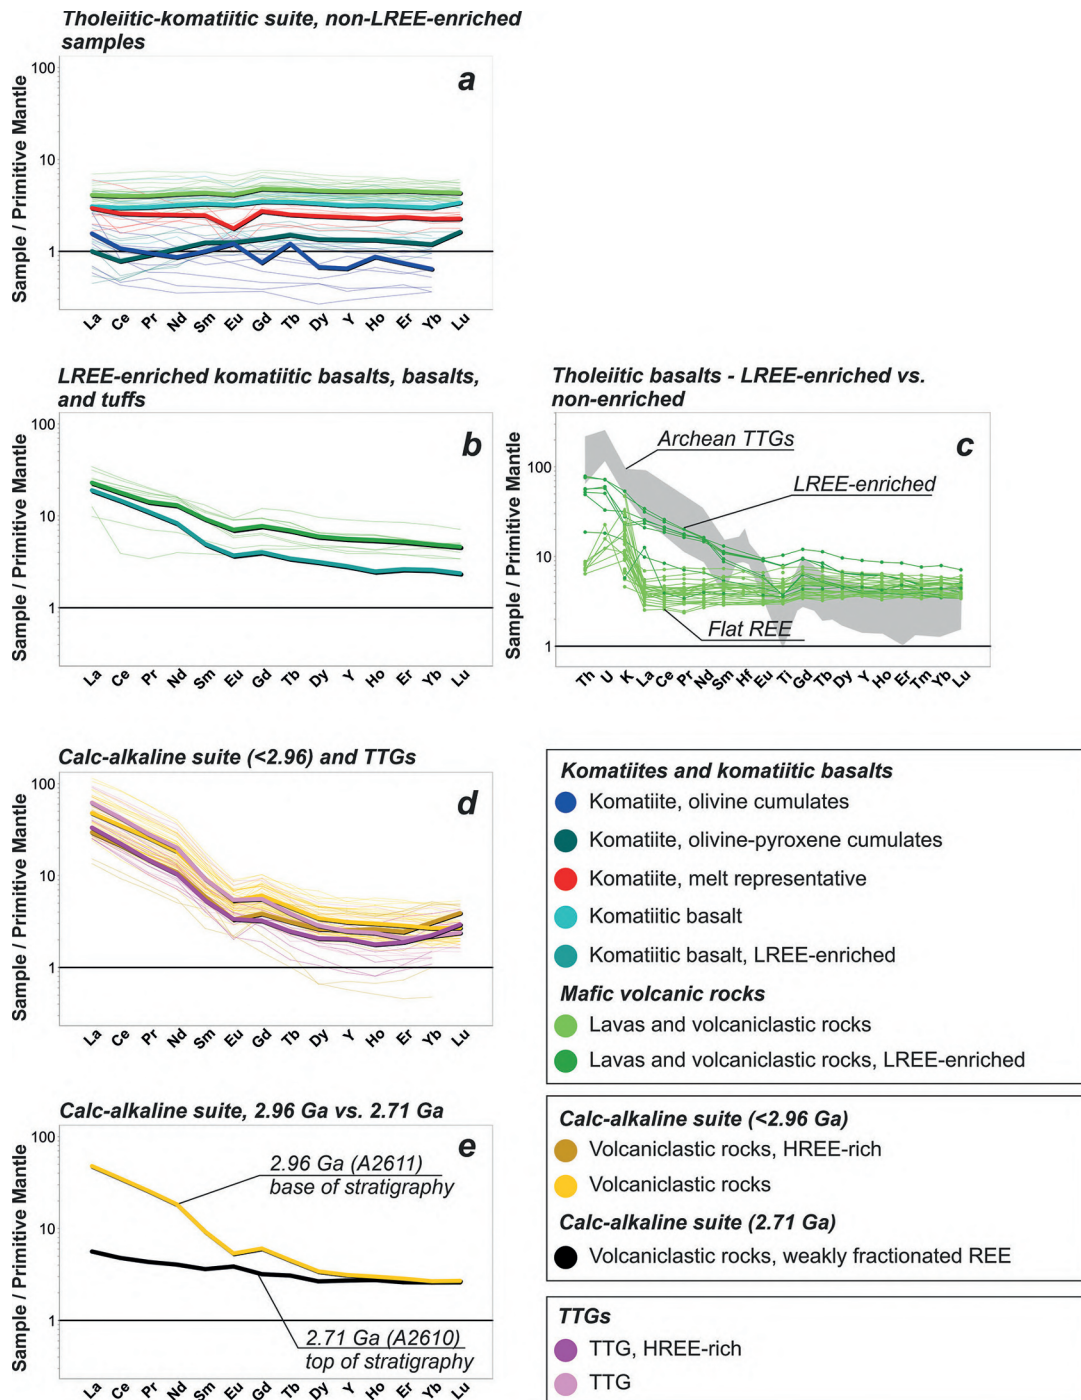 Tholeiitic-komatiitic suite, non-LREE-enriched
samples
a
Sample / Primitive Mantle
100
10
1
La Ce Pr Nd Sm Eu Gd Tb Dy Y Ho Er Yb Lu
LREE-enriched komatiitic basalts, basalts,
and tuffs
b
Sample / Primitive Mantle
100
10
1
La Ce Pr Nd Sm Eu Gd Tb Dy Y Ho Er Yb Lu
Tholeiitic basalts - LREE-enriched vs.
non-enriched
c
Archean TTGs
LREE-enriched
Flat REE
Sample / Primitive Mantle
100
10
1
Th U K La Ce Pr Nd Sm Hf Eu Ti Gd Tb Dy Y Ho Er Tm Yb Lu
Calc-alkaline suite (<2.96) and TTGs
d
Sample / Primitive Mantle
100
10
1
La Ce Pr Nd Sm Eu Gd Tb Dy Y Ho Er Yb Lu
Calc-alkaline suite, 2.96 Ga vs. 2.71 Ga
e
2.96 Ga (A2611)
base of stratigraphy
2.71 Ga (A2610)
top of stratigraphy
Sample / Primitive Mantle
100
10
1
La Ce Pr Nd Sm Eu Gd Tb Dy Y Ho Er Yb Lu
Komatiites and komatiitic basalts
Komatiite, olivine cumulates
Komatiite, olivine-pyroxene cumulates
Komatiite, melt representative
Komatiitic basalt
Komatiitic basalt, LREE-enriched
Mafic volcanic rocks
Lavas and volcaniclastic rocks
Lavas and volcaniclastic rocks, LREE-enriched
Calc-alkaline suite (<2.96 Ga)
Volcaniclastic rocks, HREE-rich
Volcaniclastic rocks
Calc-alkaline suite (2.71 Ga)
Volcaniclastic rocks, weakly fractionated REE
TTGs
TTG, HREE-rich
TTG